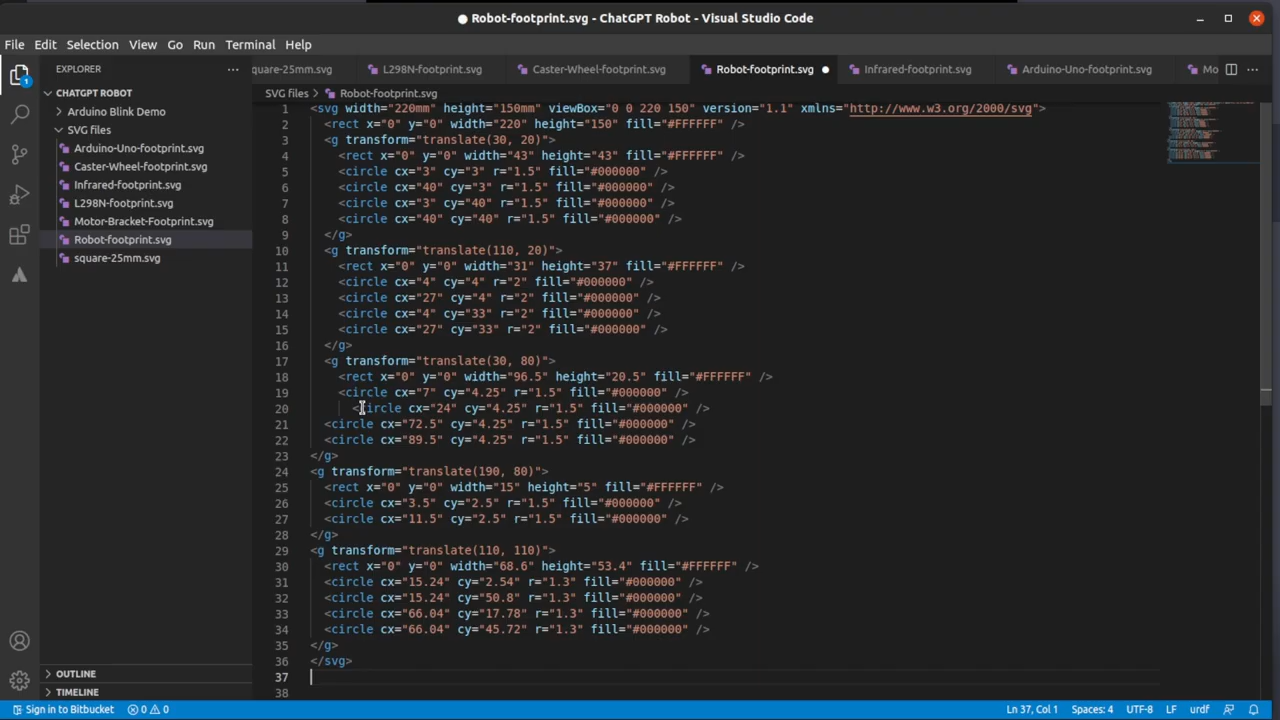 Robot-footprint.svg - ChatGPT Robot - Visual Studio Code
File Edit Selection View Go Run Terminal Help
EXPLORER
square-25mm.svg L298N-footprint.svg Caster-Wheel-footprint.svg Robot-footprint.svg Infrared-footprint.svg Arduino-Uno-footprint.svg Mo
1
CHATGPT ROBOT
Arduino Blink Demo
SVG files
Arduino-Uno-footprint.svg
Caster-Wheel-footprint.svg
Infrared-footprint.svg
L298N-footprint.svg
Motor-Bracket-Footprint.svg
Robot-footprint.svg
square-25mm.svg
OUTLINE
TIMELINE
SVG files > Robot-footprint.svg
1 <svg width="220mm" height="150mm" viewBox="0 0 220 150" version="1.1" xmlns="http://www.w3.org/2000/svg">
2 <rect x="0" y="0" width="220" height="150" fill="#FFFFFF" />
3 <g transform="translate(30, 20)">
4 <rect x="0" y="0" width="43" height="43" fill="#FFFFFF" />
5 <circle cx="3" cy="3" r="1.5" fill="#000000" />
6 <circle cx="40" cy="3" r="1.5" fill="#000000" />
7 <circle cx="3" cy="40" r="1.5" fill="#000000" />
8 <circle cx="40" cy="40" r="1.5" fill="#000000" />
9 </g>
10 <g transform="translate(110, 20)">
11 <rect x="0" y="0" width="31" height="37" fill="#FFFFFF" />
12 <circle cx="4" cy="4" r="2" fill="#000000" />
13 <circle cx="27" cy="4" r="2" fill="#000000" />
14 <circle cx="4" cy="33" r="2" fill="#000000" />
15 <circle cx="27" cy="33" r="2" fill="#000000" />
16 </g>
17 <g transform="translate(30, 80)">
18 <rect x="0" y="0" width="96.5" height="20.5" fill="#FFFFFF" />
19 <circle cx="7" cy="4.25" r="1.5" fill="#000000" />
20 <circle cx="24" cy="4.25" r="1.5" fill="#000000" />
21 <circle cx="72.5" cy="4.25" r="1.5" fill="#000000" />
22 <circle cx="89.5" cy="4.25" r="1.5" fill="#000000" />
23 </g>
24 <g transform="translate(190, 80)">
25 <rect x="0" y="0" width="15" height="5" fill="#FFFFFF" />
26 <circle cx="3.5" cy="2.5" r="1.5" fill="#000000" />
27 <circle cx="11.5" cy="2.5" r="1.5" fill="#000000" />
28 </g>
29 <g transform="translate(110, 110)">
30 <rect x="0" y="0" width="68.6" height="53.4" fill="#FFFFFF" />
31 <circle cx="15.24" cy="2.54" r="1.3" fill="#000000" />
32 <circle cx="15.24" cy="50.8" r="1.3" fill="#000000" />
33 <circle cx="66.04" cy="17.78" r="1.3" fill="#000000" />
34 <circle cx="66.04" cy="45.72" r="1.3" fill="#000000" />
35 </g>
36 </svg>
37
38
Sign in to Bitbucket 0 0 Ln 37, Col 1 Spaces: 4 UTF-8 LF urdf